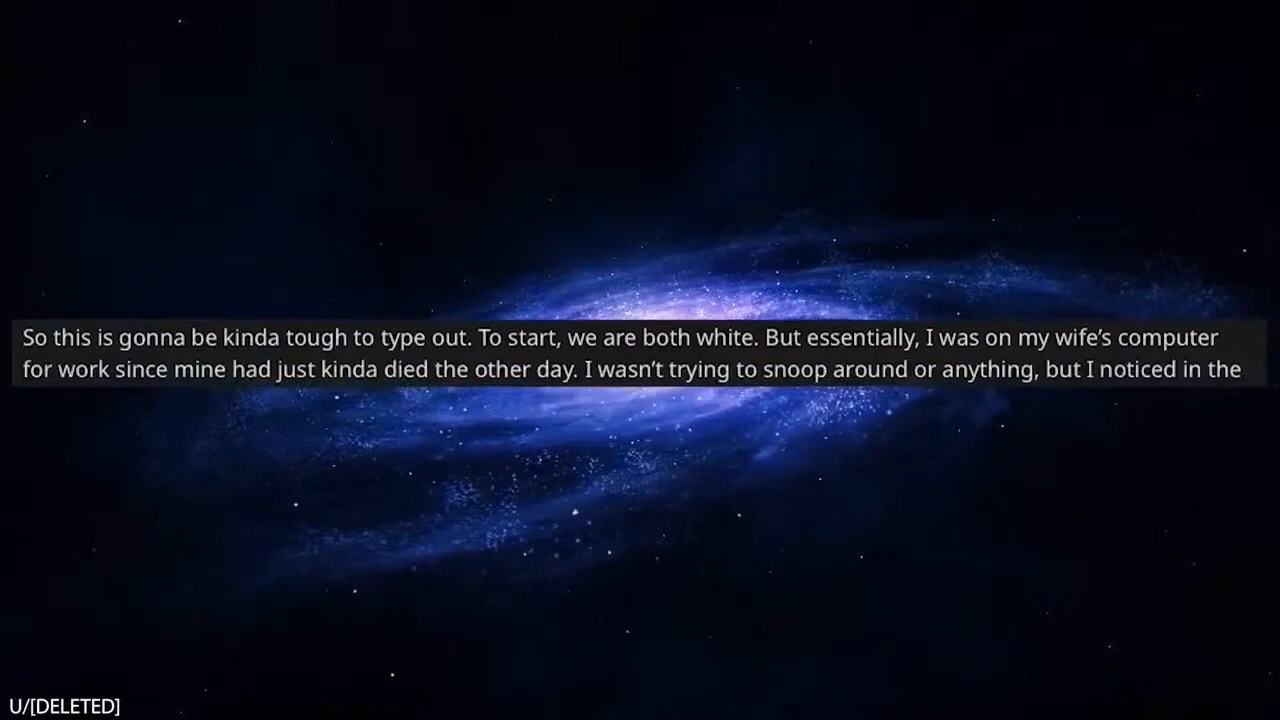 So this is gonna be kinda tough to type out. To start, we are both white. But essentially, I was on my wife’s computer
for work since mine had just kinda died the other day. I wasn’t trying to snoop around or anything, but I noticed in the
U/[DELETED]